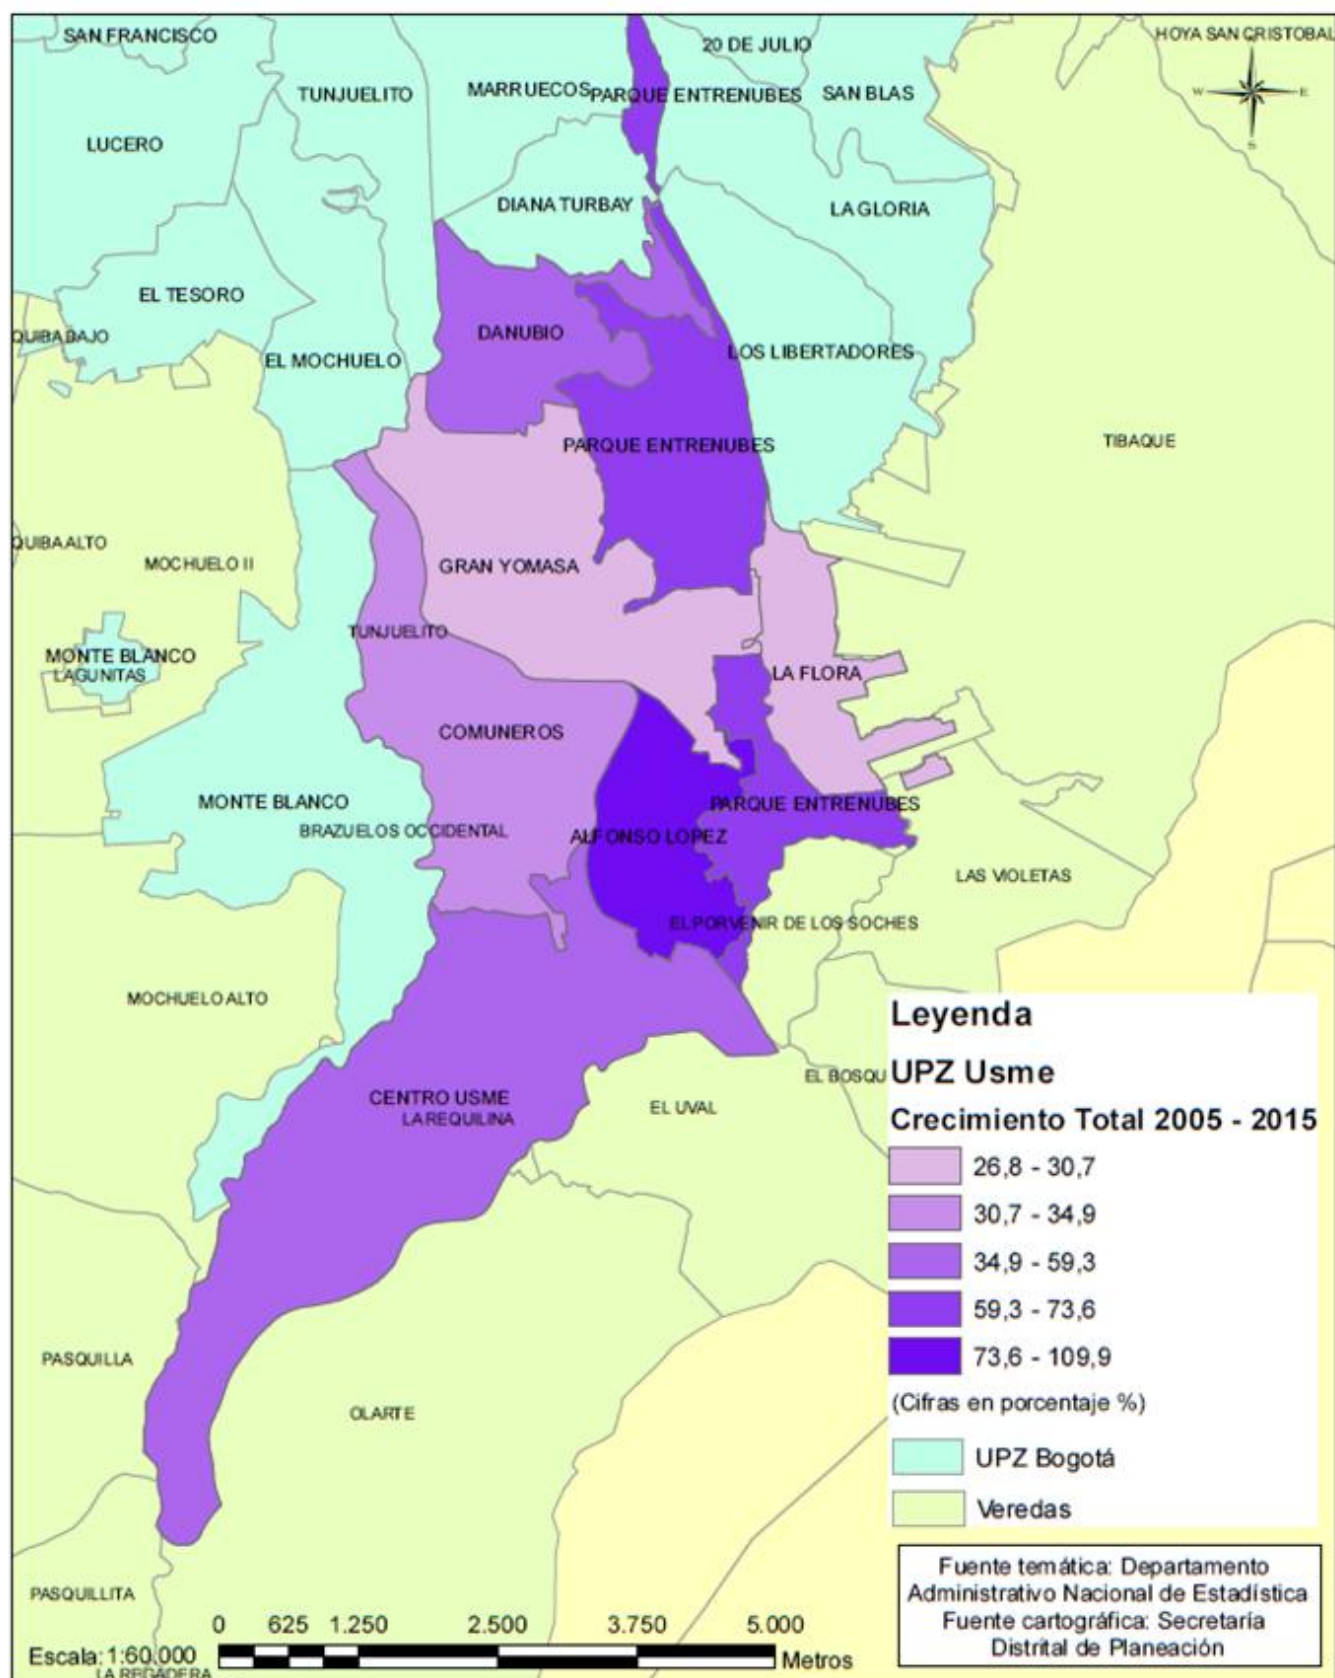 SAN FRANCISCO
20 DE JULIO
HOYA SAN CRISTOBAL
TUNJUELITO
MARRUECOS
PARQUE ENTRENUBES
SAN BLAS
W
E
S
LUCERO
DIANA TURBAY
LA GLORIA
EL TESORO
QUIBA BAJO
DANUBIO
EL MOCHUELO
LOS LIBERTADORES
PARQUE ENTRENUBES
TIBAQUE
QUIBA ALTO
MOCHUELO II
GRAN YOMASA
TUNJUELITO
MONTE BLANCO
LAGUNITAS
LA FLORA
COMUNEROS
MONTE BLANCO
PARQUE ENTRENUBES
BRAZUELOS OCCIDENTAL
ALFONSO LOPEZ
LAS VIOLETAS
EL PORVENIR DE LOS SOCHES
MOCHUELO ALTO
EL BOSQU
CENTRO USME
LA REQUILINA
EL UVAL
PASQUILLA
OLARTE
PASQUILLITA
LA REGADERA
Leyenda
UPZ Usme
Crecimiento Total 2005 - 2015
26,8 - 30,7
30,7 - 34,9
34,9 - 59,3
59,3 - 73,6
73,6 - 109,9
(Cifras en porcentaje %)
UPZ Bogotá
Veredas
Fuente temática: Departamento
Administrativo Nacional de Estadística
Fuente cartográfica: Secretaría
Distrital de Planeación
0 625 1.250 2.500 3.750 5.000
Escala: 1:60.000
Metros